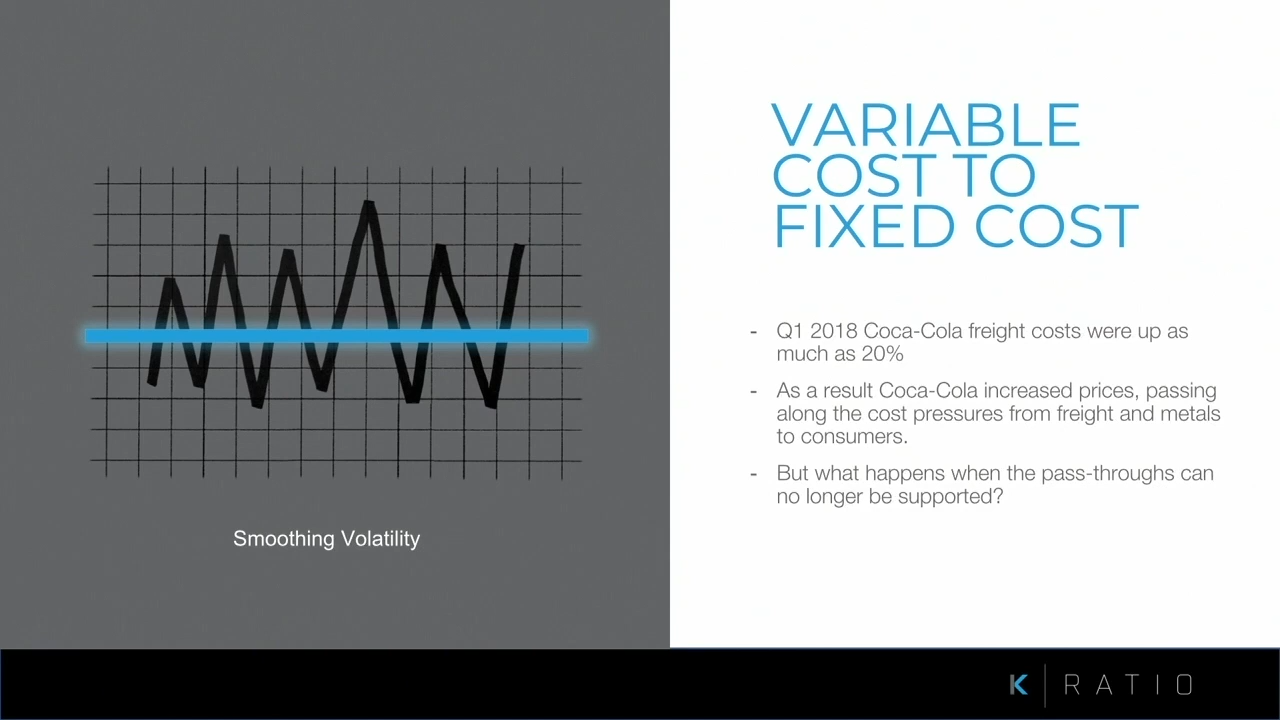 VARIABLE
COST TO
FIXED COST
- Q1 2018 Coca-Cola freight costs were up as
much as 20%
- As a result Coca-Cola increased prices, passing
along the cost pressures from freight and metals
to consumers.
- But what happens when the pass-throughs can
no longer be supported?
Smoothing Volatility
K RATIO